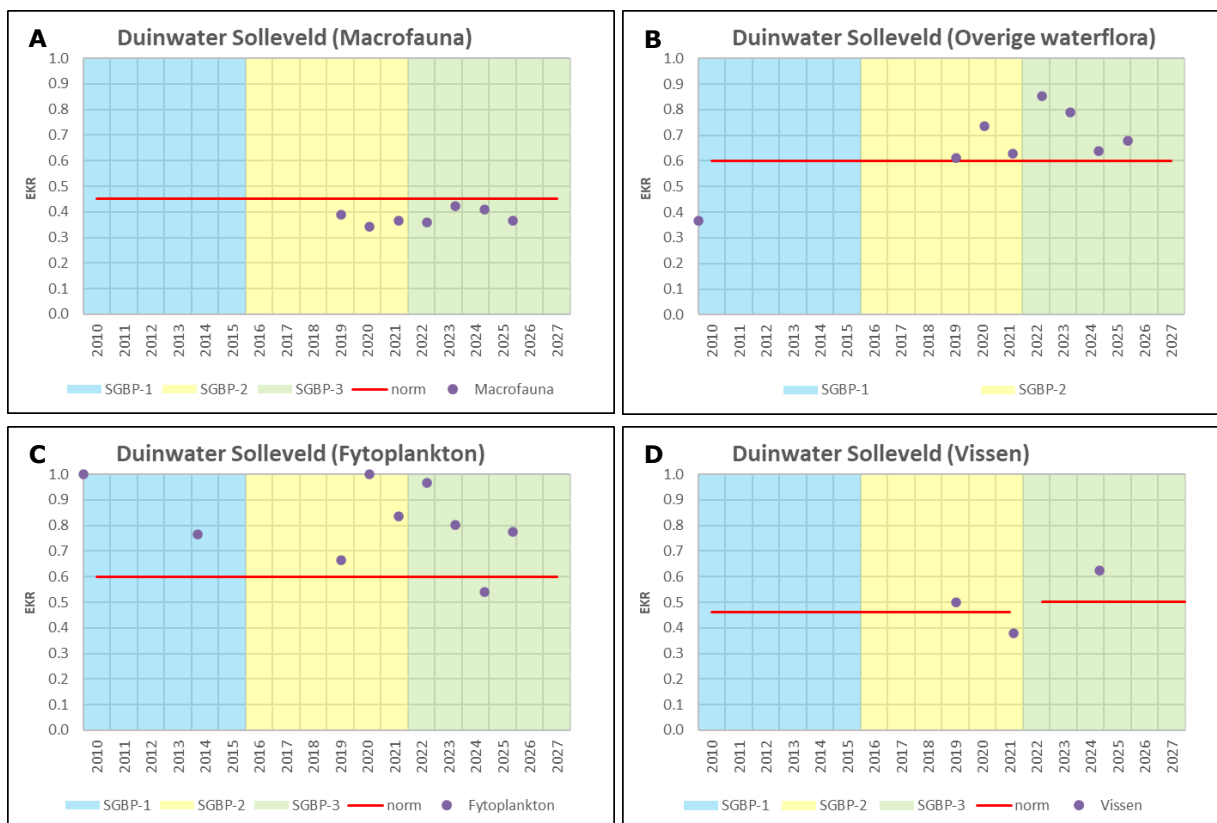 A
Duinwater Solleveld (Macrofauna)
EKR
1.0
0.9
0.8
0.7
0.6
0.5
0.4
0.3
0.2
0.1
0.0
2010 2011 2012 2013 2014 2015 2016 2017 2018 2019 2020 2021 2022 2023 2024 2025 2026 2027
SGBP-1 SGBP-2 SGBP-3 norm Macrofauna
B
Duinwater Solleveld (Overige waterflora)
EKR
1.0
0.9
0.8
0.7
0.6
0.5
0.4
0.3
0.2
0.1
0.0
2010 2011 2012 2013 2014 2015 2016 2017 2018 2019 2020 2021 2022 2023 2024 2025 2026 2027
SGBP-1 SGBP-2
C
Duinwater Solleveld (Fytoplankton)
EKR
1.0
0.9
0.8
0.7
0.6
0.5
0.4
0.3
0.2
0.1
0.0
2010 2011 2012 2013 2014 2015 2016 2017 2018 2019 2020 2021 2022 2023 2024 2025 2026 2027
SGBP-1 SGBP-2 SGBP-3 norm Fytoplankton
D
Duinwater Solleveld (Vissen)
EKR
1.0
0.9
0.8
0.7
0.6
0.5
0.4
0.3
0.2
0.1
0.0
2010 2011 2012 2013 2014 2015 2016 2017 2018 2019 2020 2021 2022 2023 2024 2025 2026 2027
SGBP-1 SGBP-2 SGBP-3 norm Vissen